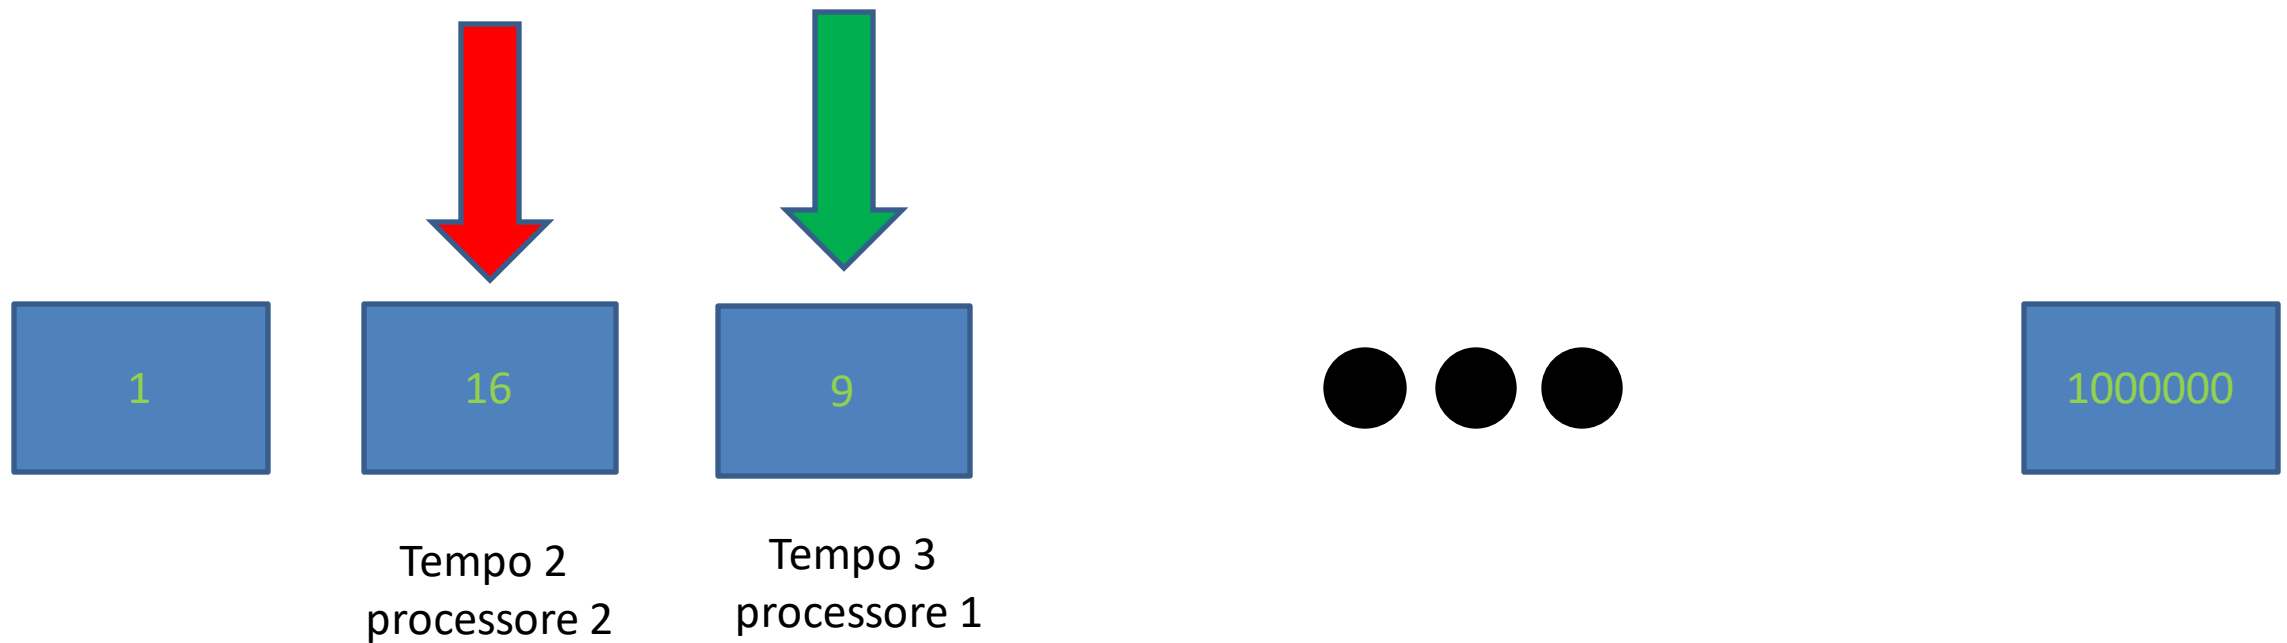 1
16
9
1000000
Tempo 2
processore 2
Tempo 3
processore 1